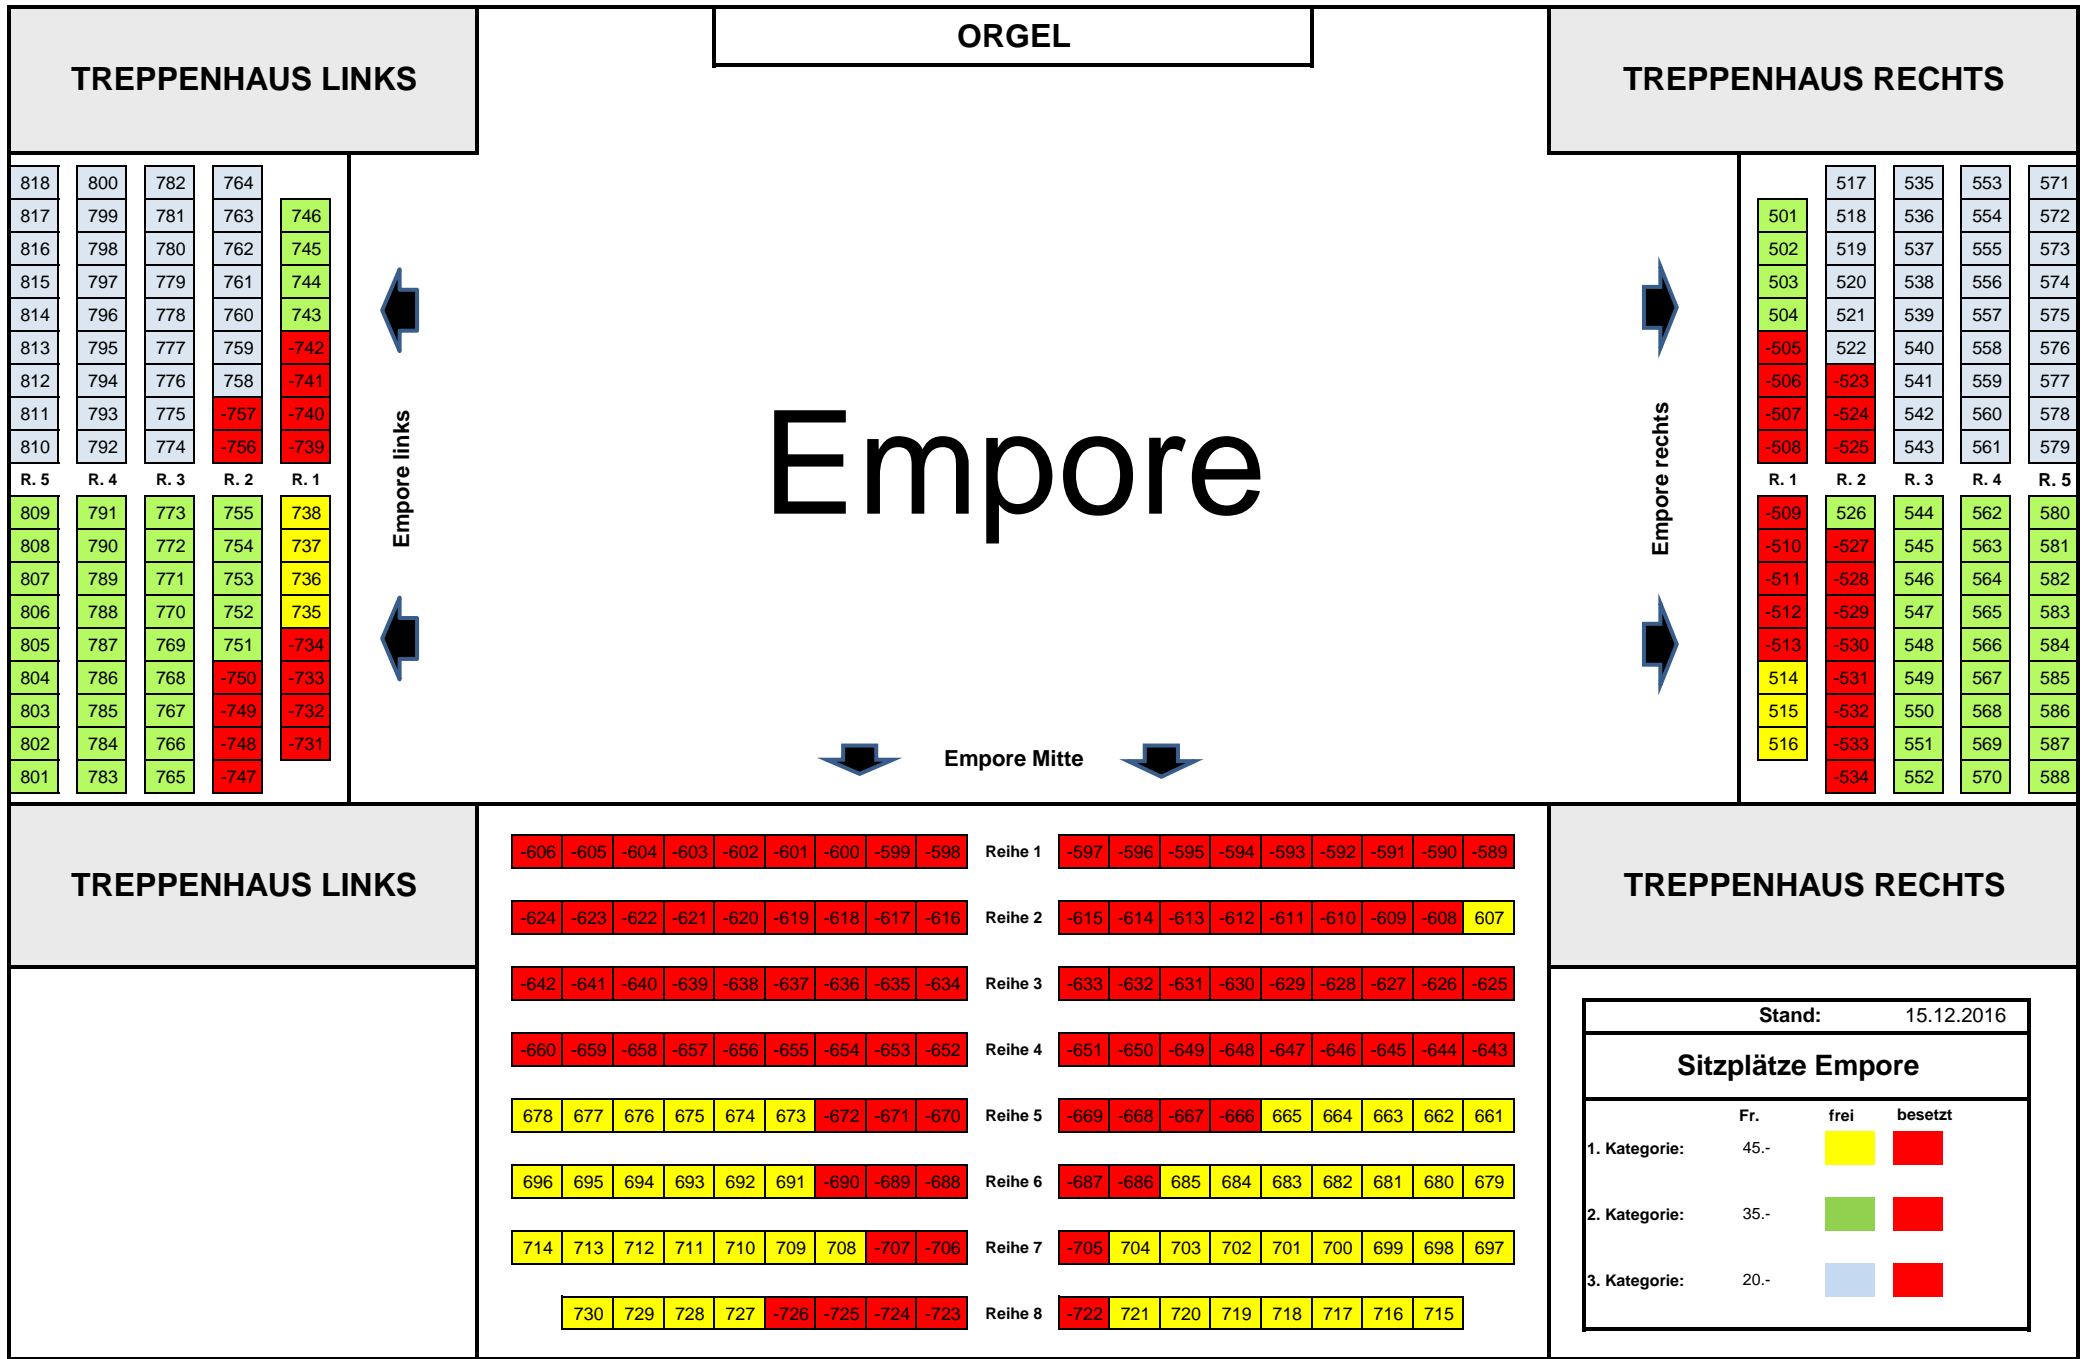 ORGEL
TREPPENHAUS LINKS
TREPPENHAUS RECHTS
818 800 782 764 517 535 553 571
817 799 781 763 746 501 518 536 554 572
816 798 780 762 745 502 519 537 555 573
815 797 779 761 744 503 520 538 556 574
814 796 778 760 743 504 521 539 557 575
813 795 777 759 -742 -505 522 540 558 576
812 794 776 758 -741 -506 -523 541 559 577
811 793 775 -757 -740 -507 -524 542 560 578
810 792 774 -756 -739 -508 -525 543 561 579
R. 5 R. 4 R. 3 R. 2 R. 1 Empore links Empore Empore rechts R. 1 R. 2 R. 3 R. 4 R. 5
809 791 773 755 738 -509 526 544 562 580
808 790 772 754 737 -510 -527 545 563 581
807 789 771 753 736 -511 -528 546 564 582
806 788 770 752 735 -512 -529 547 565 583
805 787 769 751 -734 -513 -530 548 566 584
804 786 768 -750 -733 514 -531 549 567 585
803 785 767 -749 -732 515 -532 550 568 586
802 784 766 -748 -731 516 -533 551 569 587
Empore Mitte
801 783 765 -747 -534 552 570 588
TREPPENHAUS LINKS
TREPPENHAUS RECHTS
-606 -605 -604 -603 -602 -601 -600 -599 -598 Reihe 1 -597 -596 -595 -594 -593 -592 -591 -590 -589
-624 -623 -622 -621 -620 -619 -618 -617 -616 Reihe 2 -615 -614 -613 -612 -611 -610 -609 -608 607
-642 -641 -640 -639 -638 -637 -636 -635 -634 Reihe 3 -633 -632 -631 -630 -629 -628 -627 -626 -625
-660 -659 -658 -657 -656 -655 -654 -653 -652 Reihe 4 -651 -650 -649 -648 -647 -646 -645 -644 -643
678 677 676 675 674 673 -672 -671 -670 Reihe 5 -669 -668 -667 -666 665 664 663 662 661
696 695 694 693 692 691 -690 -689 -688 Reihe 6 -687 -686 685 684 683 682 681 680 679
714 713 712 711 710 709 708 -707 -706 Reihe 7 -705 704 703 702 701 700 699 698 697
730 729 728 727 -726 -725 -724 -723 Reihe 8 -722 721 720 719 718 717 716 715
Stand: 15.12.2016
Sitzplätze Empore
Fr. frei besetzt
1. Kategorie: 45.-
2. Kategorie: 35.-
3. Kategorie: 20.-